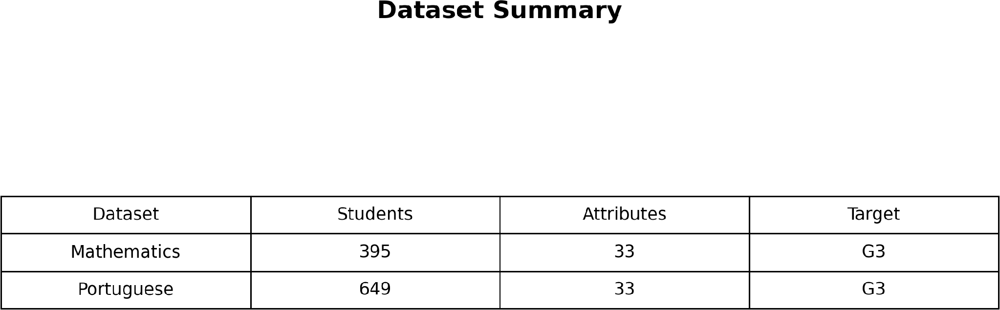 Dataset Summary
Dataset Students Attributes Target
Mathematics 395 33 G3
Portuguese 649 33 G3